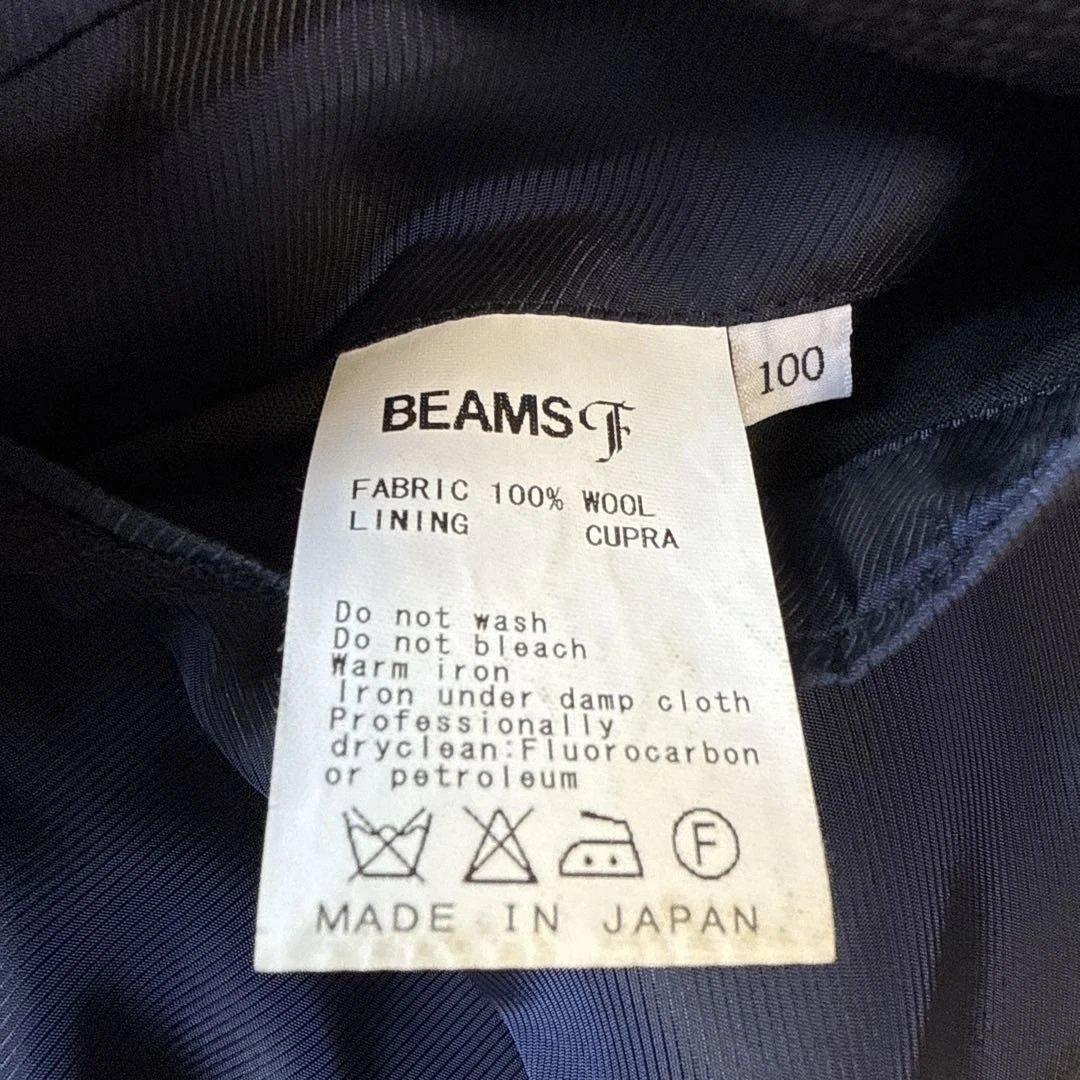 BEAMS F
100
FABRIC 100% WOOL
LINING CUPRA
Do not wash
Do not bleach
Warm iron
Iron under damp cloth
Professionally
dryclean:Fluorocarbon
or petroleum
F
MADE IN JAPAN